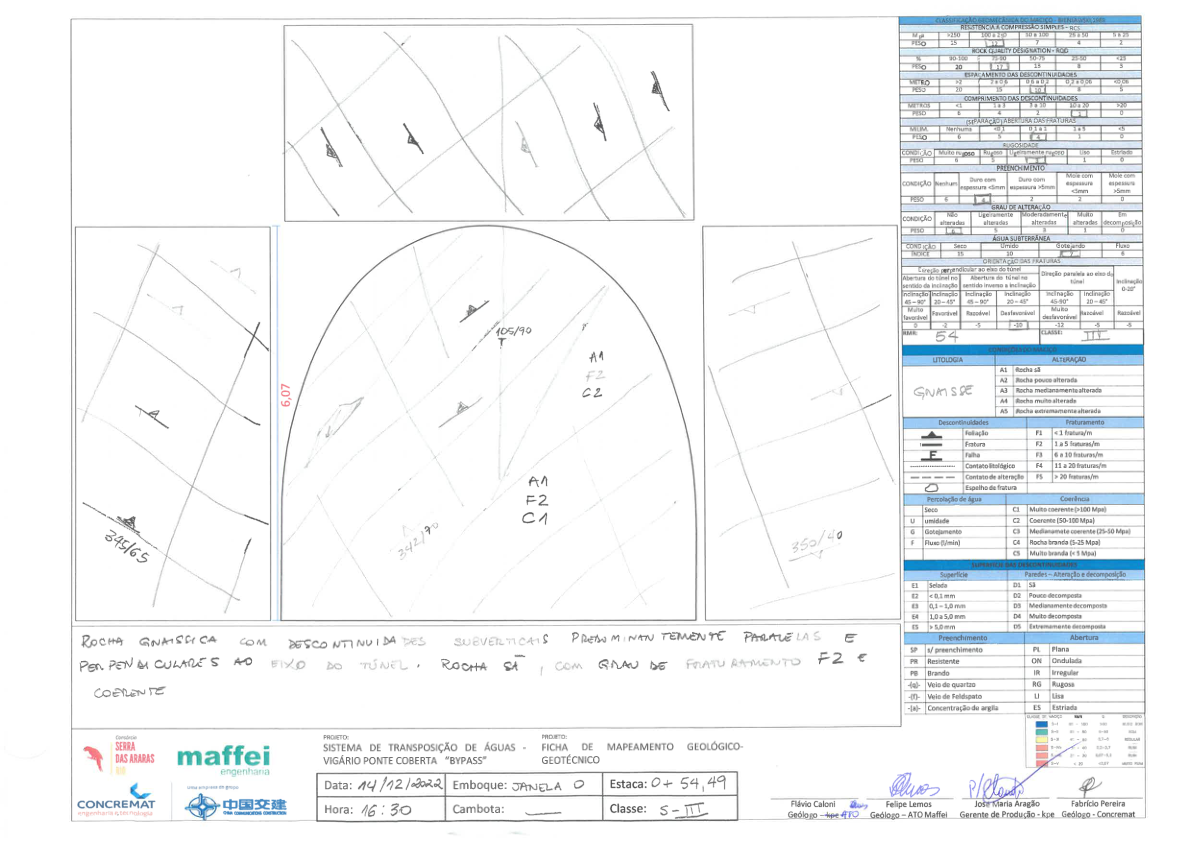 CLASSIFICAÇÃO GEOMECÂNICA DO MACIÇO - BIENIAWSKI, 1989
RESISTÊNCIA A COMPRESSÃO SIMPLES - RCS
MPa >250 100 a 250 50 a 100 25 a 50 5 a 25
PESO 15 12 7 4 2
ROCK QUALITY DESIGNATION - RQD
% 90-100 75-90 50-75 25-50 <25
PESO 20 17 13 8 3
ESPAÇAMENTO DAS DESCONTINUIDADES
METRO >2 2 a 0,6 0,6 a 0,2 0,2 a 0,06 <0,06
PESO 20 15 10 8 5
COMPRIMENTO DAS DESCONTINUIDADES
METROS <1 1 a 3 3 a 10 10 a 20 >20
PESO 6 4 2 1 0
(SEPARAÇÃO) ABERTURA DAS FRATURAS
MILIM. Nenhuma <0,1 0,1 a 1 1 a 5 <5
PESO 6 5 4 1 0
RUGOSIDADE
CONDIÇÃO Muito rugoso Rugoso Ligeiramente rugoso Liso Estriado
PESO 6 5 3 1 0
PREENCHIMENTO
CONDIÇÃO Nenhum Duro com espessura <5mm Duro com espessura >5mm Mole com espessura <5mm Mole com espessura >5mm
PESO 6 4 2 2 0
GRAU DE ALTERAÇÃO
CONDIÇÃO Não alteradas Ligeiramente alteradas Moderadamente alteradas Muito alteradas Em decomposição
PESO 6 5 3 1 0
ÁGUA SUBTERRÂNEA
CONDIÇÃO Seco Úmido Gotejando Fluxo
ÍNDICE 15 10 7 6
ORIENTAÇÃO DAS FRATURAS
Direção perpendicular ao eixo do túnel
Direção paralela ao eixo do túnel
Inclinação 0-20°
Abertura do túnel no sentido da inclinação
Abertura do túnel no sentido inverso a inclinação
Inclinação 45-90° Inclinação 20-45° Inclinação 45-90° Inclinação 20-45° Inclinação 45-90° Inclinação 20-45°
Muito favorável Favorável Razoável Desfavorável Muito desfavorável Razoável Razoável
0 -2 -5 -10 -12 -5 -5
RMR: 54 CLASSE: III
LITOLOGIA ALTERAÇÃO
GNAISSE
A1 Rocha sã
A2 Rocha pouco alterada
A3 Rocha medianamente alterada
A4 Rocha muito alterada
A5 Rocha extremamente alterada
Descontinuidades Fraturamento
Foliação F1 < 1 fratura/m
Fratura F2 1 a 5 fraturas/m
F Falha F3 6 a 10 fraturas/m
Contato litológico F4 11 a 20 fraturas/m
Contato de alteração F5 > 20 fraturas/m
Espelho de fratura
Percolação de água Coerência
Seco C1 Muito coerente (>100 Mpa)
U umidade C2 Coerente (50-100 Mpa)
G Gotejamento C3 Medianamete coerente (25-50 Mpa)
F Fluxo (l/min) C4 Rocha branda (5-25 Mpa)
C5 Muito branda (< 5 Mpa)
SUPERFÍCIE DAS DESCONTINUIDADES
Superfície Paredes - Alteração e decomposição
E1 Selada D1 Sã
E2 < 0,1 mm D2 Pouco decomposta
E3 0,1 - 1,0 mm D3 Medianamente decomposta
E4 1,0 a 5,0 mm D4 Muito decomposta
E5 > 5,0 mm D5 Extremamente decomposta
Preenchimento Abertura
SP s/ preenchimento PL Plana
PR Resistente ON Ondulada
PB Brando IR Irregular
-(q)- Veio de quartzo RG Rugosa
-(f)- Veio de Feldspato LI Lisa
-(a)- Concentração de argila ES Estriada
6,07
105/90
T
A1
F2
C2
A1
F2
C1
342/70
345/65
350/40
ROCHA GNAISSICA COM DESCONTINUIDADES SUBVERTICAIS PREDOMINANTEMENTE PARALELAS E
PERPENDICULARES AO EIXO DO TÚNEL. ROCHA SÃ, COM GRAU DE FRATURAMENTO F2 E
COERENTE
Consórcio
SERRA
DAS ARARAS
maffei
engenharia
CONCREMAT
engenharia
uma empresa do grupo
中国交建
CHINA COMMUNICATIONS CONSTRUCTION
PROJETO:
SISTEMA DE TRANSPOSIÇÃO DE ÁGUAS -
VIGÁRIO A CÉU ABERTA "BYPASS"
PROJETO:
FICHA DE MAPEAMENTO GEOLÓGICO-
GEOTÉCNICO
Data: 14/12/2022 Emboque: JANELA O Estaca: 0+54,49
Hora: 16:30 Cambota: Classe: S-III
Flávio Caloni Felipe Lemos José Maria Aragão Fabrício Pereira
Geólogo - kpe ATO Geólogo - ATO Maffei Gerente de Produção - kpe Geólogo - Concremat